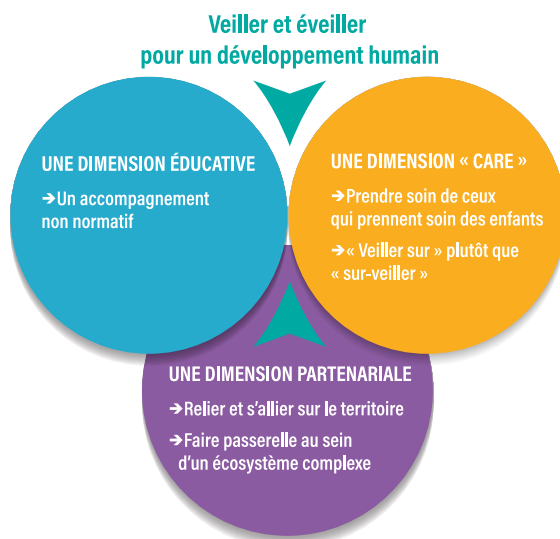 Veiller et éveiller
pour un développement humain
UNE DIMENSION ÉDUCATIVE
➔Un accompagnement
non normatif
UNE DIMENSION « CARE »
➔Prendre soin de ceux
qui prennent soin des enfants
➔« Veiller sur » plutôt que
« sur-veiller »
UNE DIMENSION PARTENARIALE
➔Relier et s’allier sur le territoire
➔Faire passerelle au sein
d’un écosystème complexe